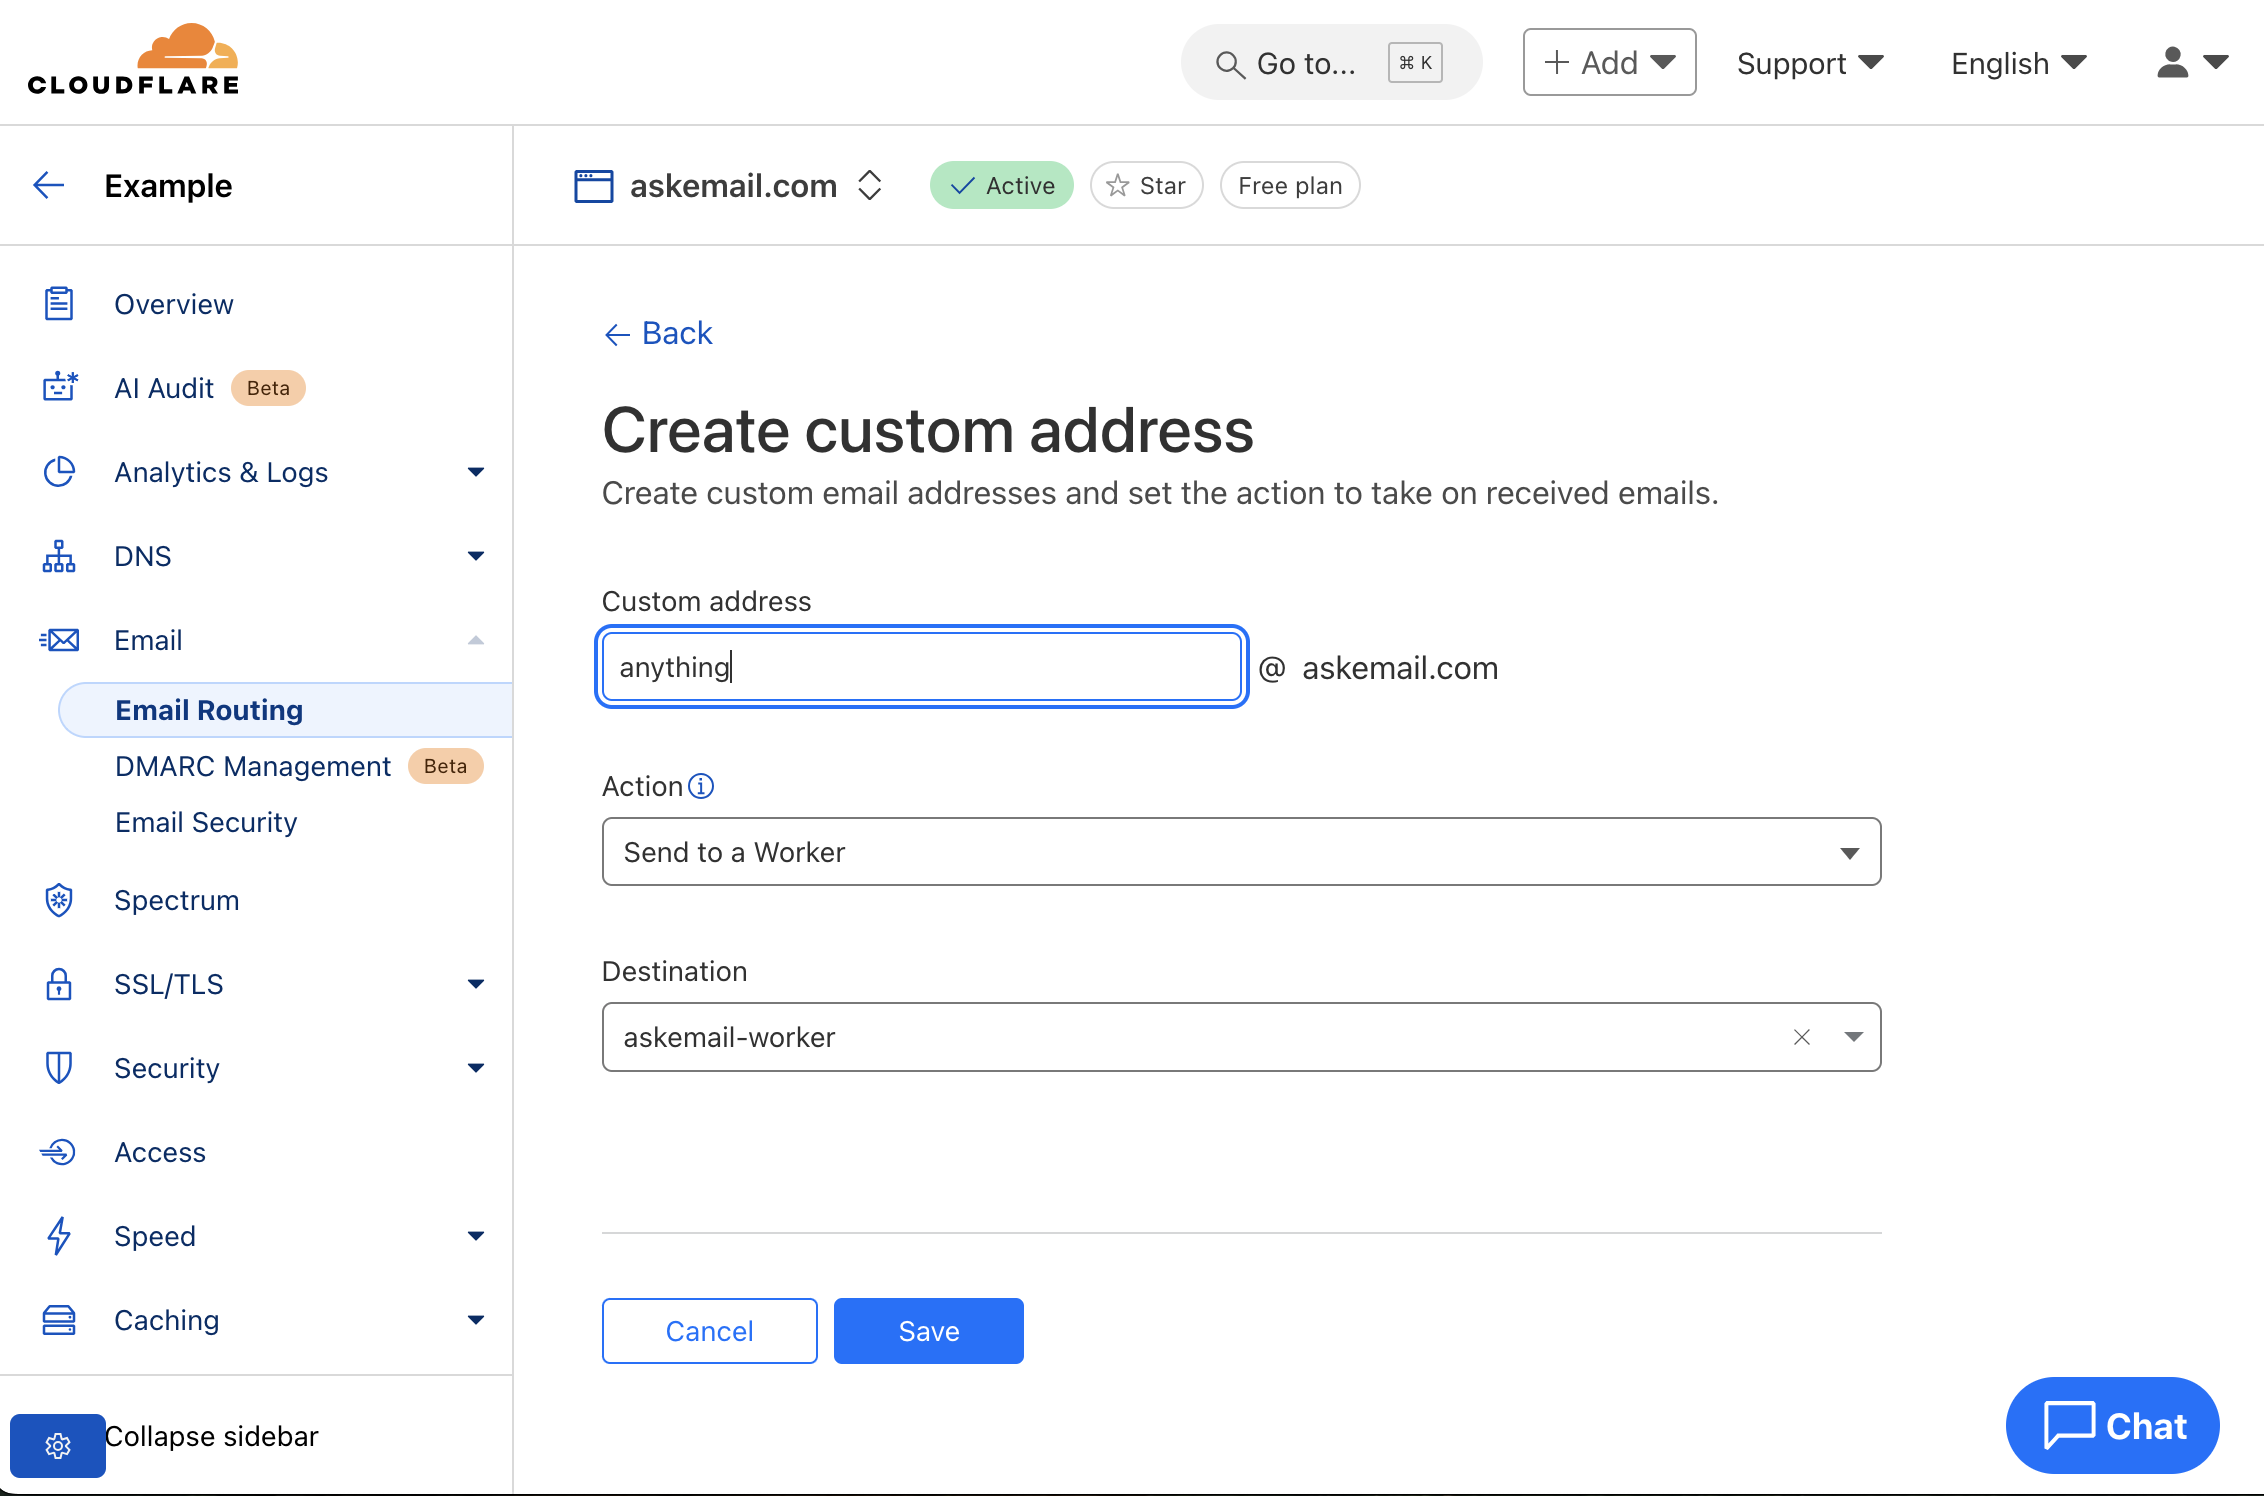 CLOUDFLARE
Go to... ⌘ K
+ Add
Support
English
Example
askemail.com
Active
Star
Free plan
Overview
AI Audit Beta
Analytics & Logs
DNS
Email
Email Routing
DMARC Management Beta
Email Security
Spectrum
SSL/TLS
Security
Access
Speed
Caching
Collapse sidebar
← Back
Create custom address
Create custom email addresses and set the action to take on received emails.
Custom address
anything @ askemail.com
Action
Send to a Worker
Destination
askemail-worker
Cancel
Save
Chat